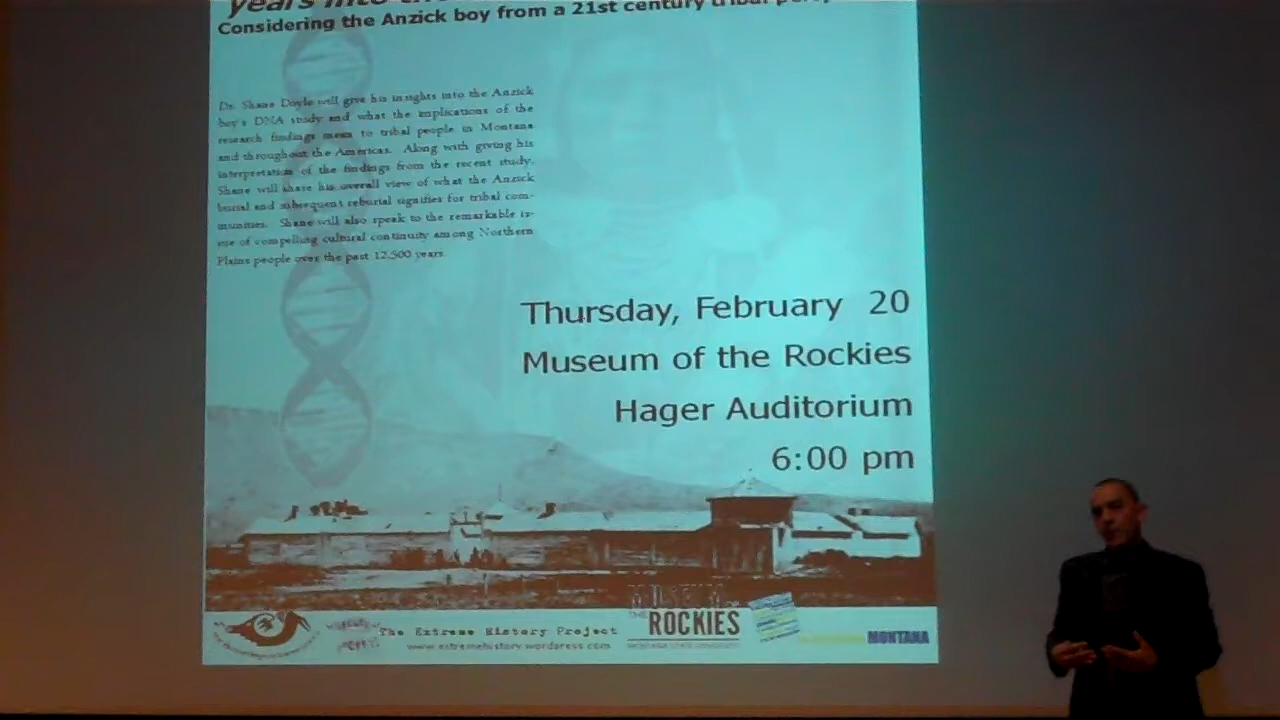 years into the
Considering the Anzick boy from a 21st century tribal
Dr. Shane Doyle will give his insights into the Anzick
boy's DNA study and what the implications of the
research findings mean to tribal people in Montana
and throughout the Americas. Along with giving his
interpretation of the findings from the recent study,
Shane will share his overall view of what the Anzick
burial and subsequent reburial signifies for tribal com-
munities. Shane will also speak to the remarkable is-
sue of compelling cultural continuity among Northern
Plains people over the past 12,500 years.
Thursday, February 20
Museum of the Rockies
Hager Auditorium
6:00 pm
The Extreme History Project
www.extremehistory.wordpress.com
MUSEUM
THE ROCKIES
MONTANA